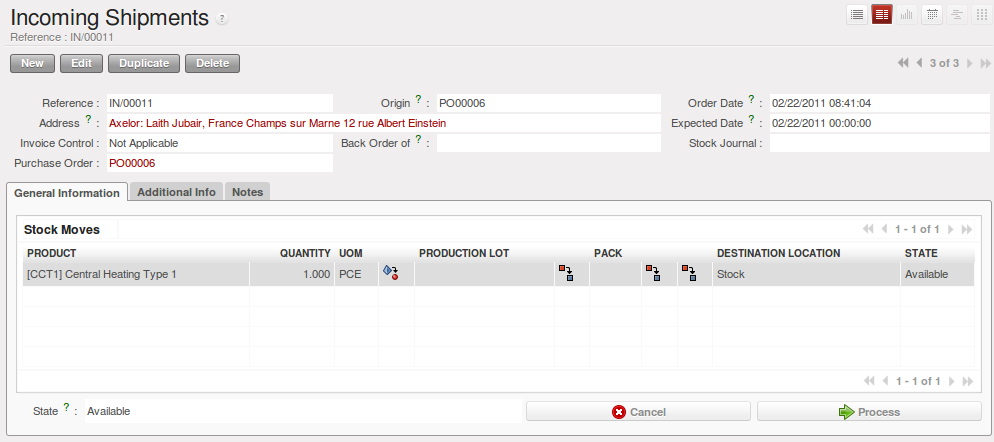 Incoming Shipments ?
Reference : IN/00011
New Edit Duplicate Delete 3 of 3
Reference : IN/00011 Origin ? : PO00006 Order Date ? : 02/22/2011 08:41:04
Address ? : Axelor: Laith Jubair, France Champs sur Marne 12 rue Albert Einstein Expected Date ? : 02/22/2011 00:00:00
Invoice Control : Not Applicable Back Order of ? : Stock Journal :
Purchase Order : PO00006
General Information Additional Info Notes
Stock Moves 1 - 1 of 1
PRODUCT QUANTITY UOM PRODUCTION LOT PACK DESTINATION LOCATION STATE
[CCT1] Central Heating Type 1 1.000 PCE Stock Available
1 - 1 of 1
State ? : Available Cancel Process